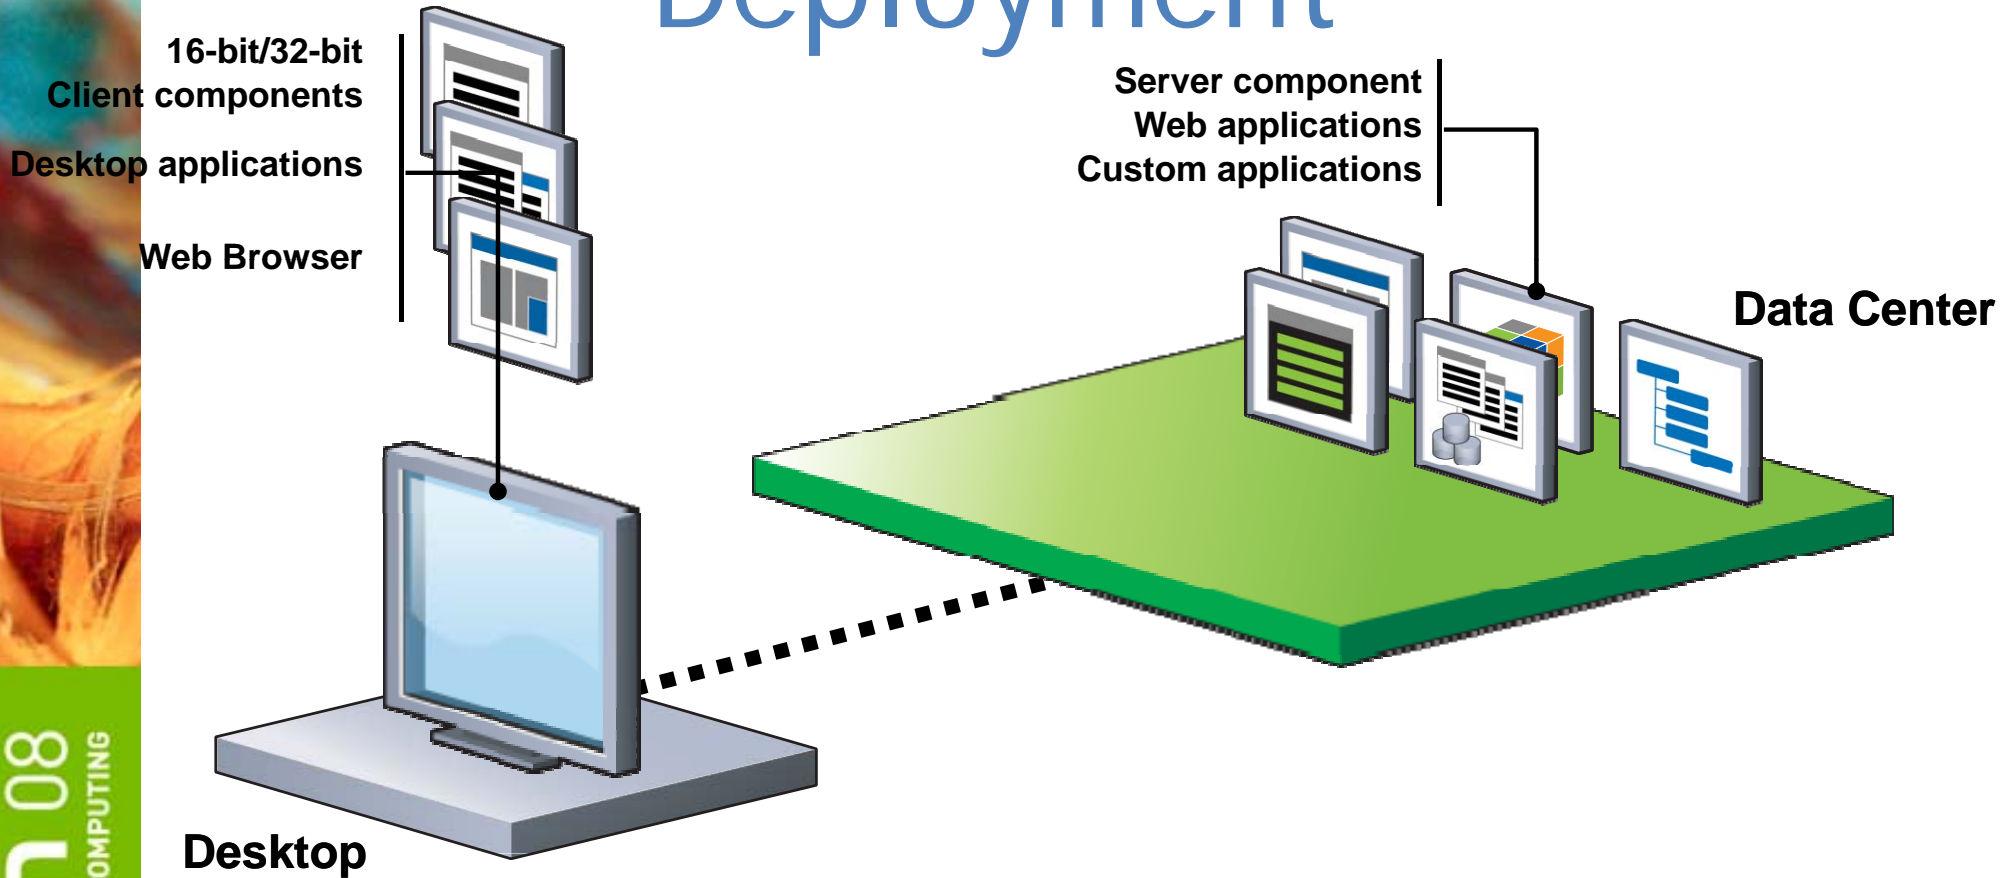 Deployment
16-bit/32-bit
Client components
Desktop applications
Web Browser
Server component
Web applications
Custom applications
Data Center
Desktop
08